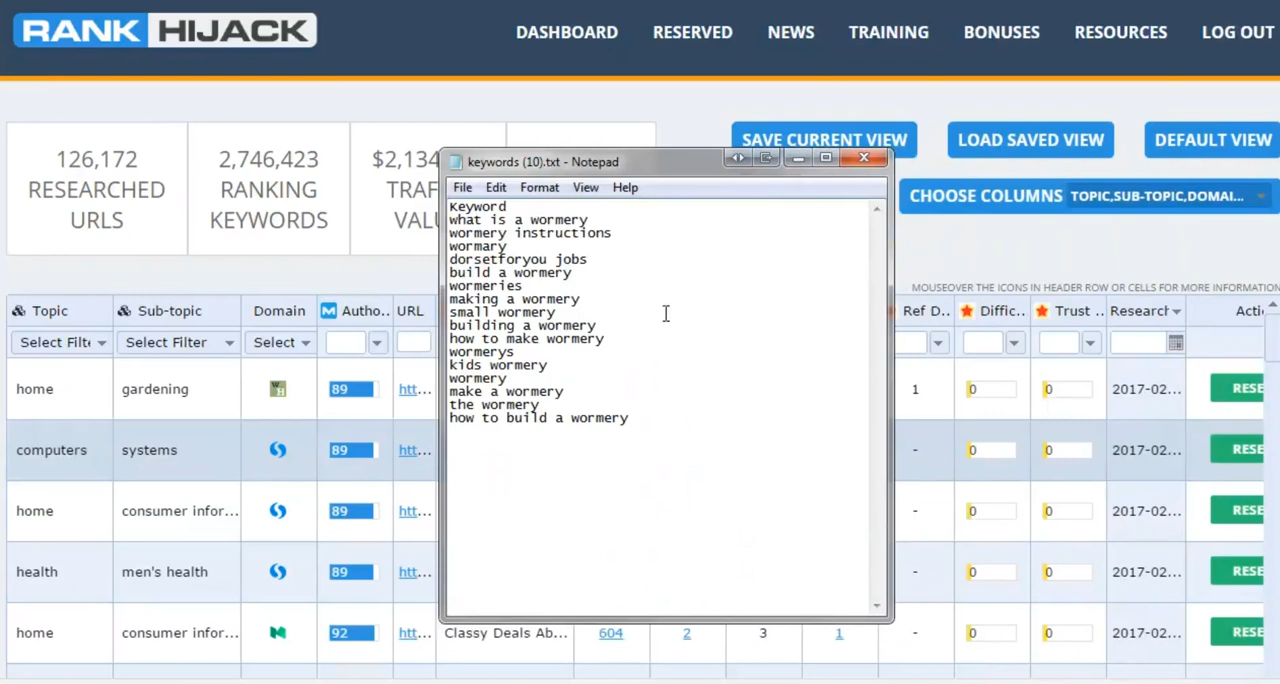 RANK HIJACK
DASHBOARD RESERVED NEWS TRAINING BONUSES RESOURCES LOG OUT
126,172
RESEARCHED
URLS
2,746,423
RANKING
KEYWORDS
$2,134
TRAF
VALU
SAVE CURRENT VIEW
LOAD SAVED VIEW
DEFAULT VIEW
CHOOSE COLUMNS TOPIC,SUB-TOPIC,DOMAI...
MOUSEOVER THE ICONS IN HEADER ROW OR CELLS FOR MORE INFORMATION
keywords (10).txt - Notepad
File Edit Format View Help
Keyword
what is a wormery
wormery instructions
wormary
dorsetforyou jobs
build a wormery
wormeries
making a wormery
small wormery
building a wormery
how to make wormery
wormerys
kids wormery
wormery
make a wormery
the wormery
how to build a wormery
Topic Sub-topic Domain M Autho.. URL Ref D... Diffic... Trust .. Research Acti
Select Filte Select Filter Select
home gardening W H 89 htt... 1 0 0 2017-02... RESE
computers systems 89 htt... - 0 0 2017-02... RESE
home consumer infor... 89 htt... - 0 0 2017-02... RESE
health men's health 89 htt... - 0 0 2017-02... RESE
home consumer infor... 92 htt... Classy Deals Ab... 604 2 3 1 - 0 0 2017-02... RESE